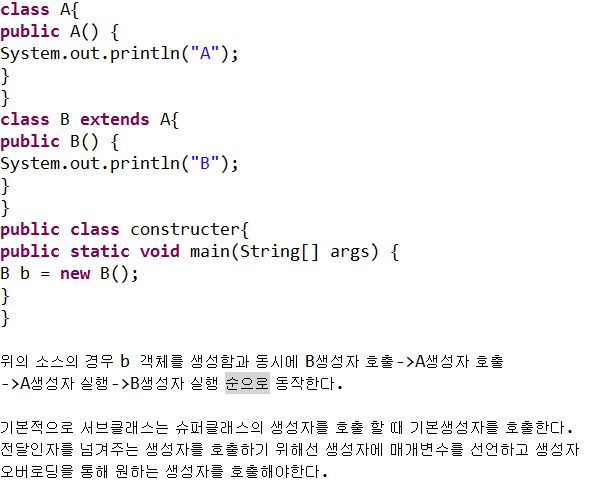 class A{
public A() {
System.out.println("A");
}
}
class B extends A{
public B() {
System.out.println("B");
}
}
public class constructer{
public static void main(String[] args) {
B b = new B();
}
}
위의 소스의 경우 b 객체를 생성함과 동시에 B생성자 호출->A생성자 호출
->A생성자 실행->B생성자 실행 순으로 동작한다.
기본적으로 서브클래스는 슈퍼클래스의 생성자를 호출 할 때 기본생성자를 호출한다.
전달인자를 넘겨주는 생성자를 호출하기 위해선 생성자에 매개변수를 선언하고 생성자
오버로딩을 통해 원하는 생성자를 호출해야한다.